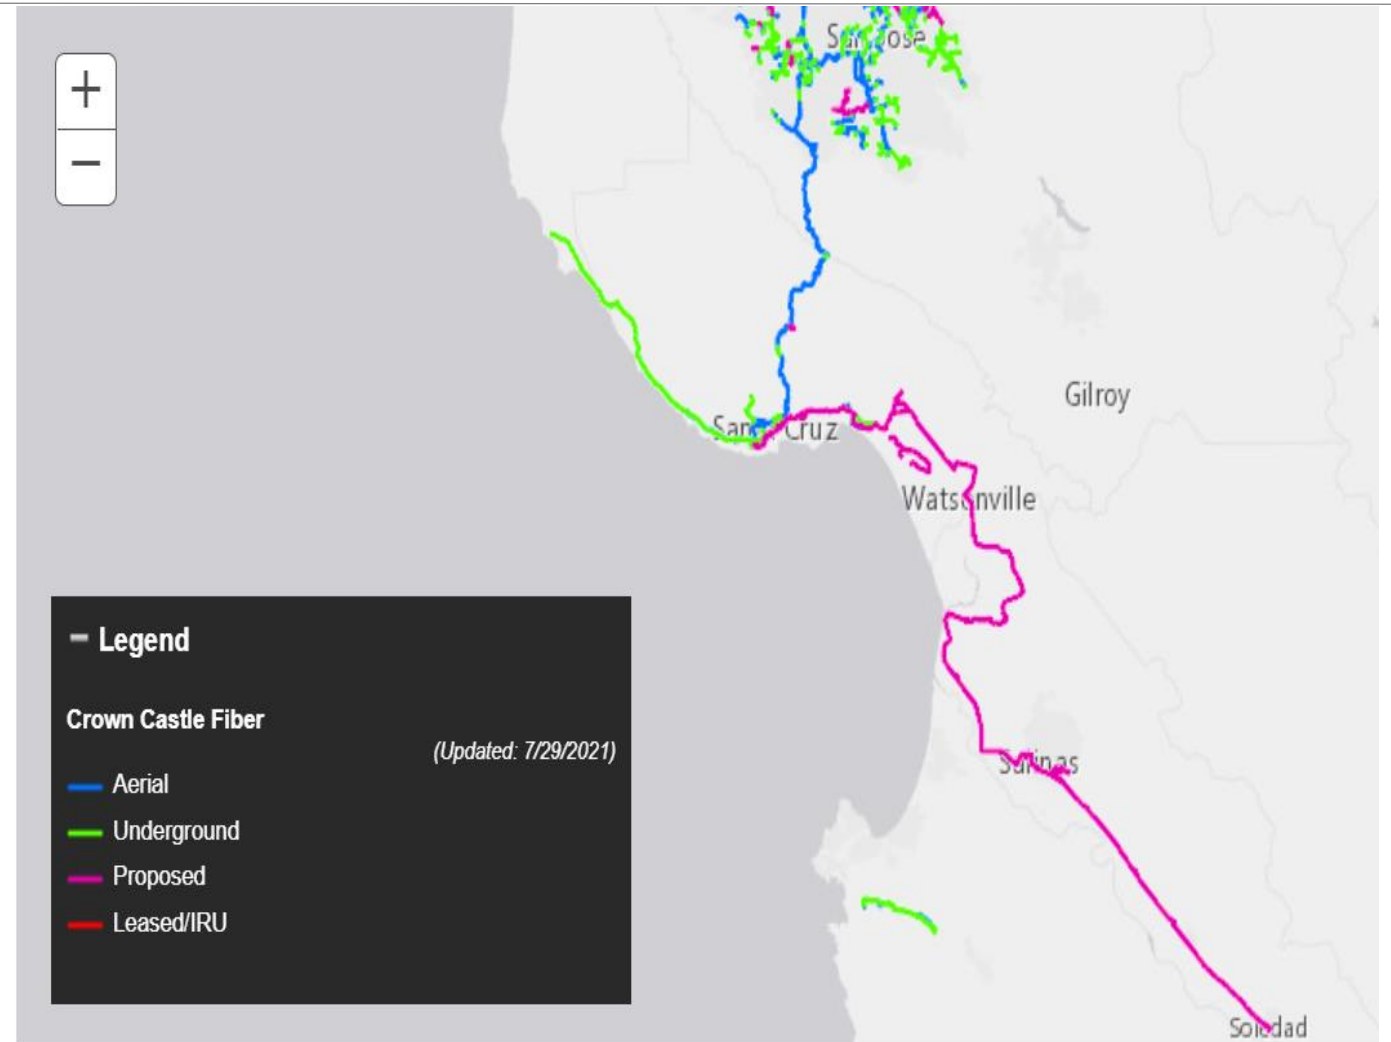 +
−
San Jose
Gilroy
Santa Cruz
Watsonville
Salinas
Soledad
Legend
Crown Castle Fiber
(Updated: 7/29/2021)
Aerial
Underground
Proposed
Leased/IRU